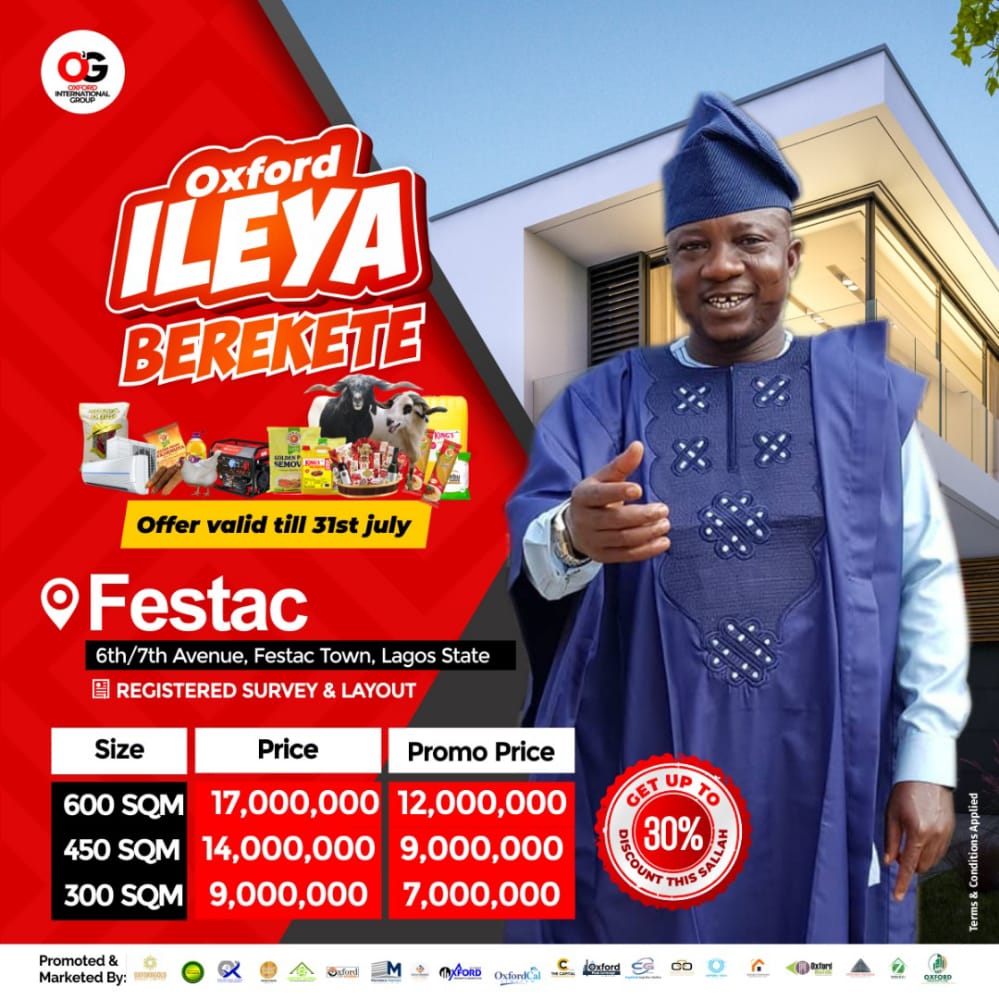 O'G
OXFORD
INTERNATIONAL
GROUP
Oxford
ILEYA
BEREKETE
GOLDEN P
SEMOV
KING'S
Offer valid till 31st july
Festac
6th/7th Avenue, Festac Town, Lagos State
REGISTERED SURVEY & LAYOUT
Size Price Promo Price
600 SQM 17,000,000 12,000,000
450 SQM 14,000,000 9,000,000
300 SQM 9,000,000 7,000,000
GET UP TO
30%
DISCOUNT THIS SALLAH
Terms & Conditions Applied
Promoted &
Marketed By:
Oxford
OXFORD
OxfordCal
THE CAPITAL
Oxford
Oxford
OXFORD